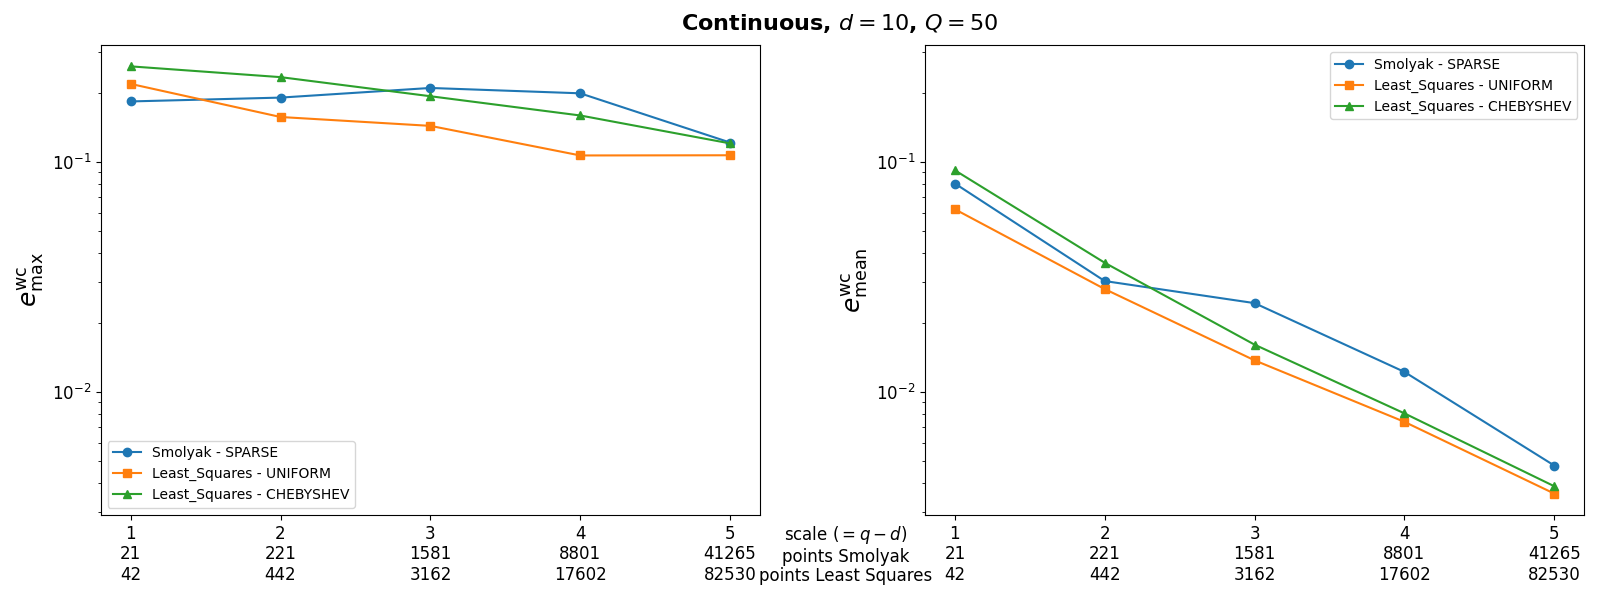 Continuous, d = 10, Q = 50
10⁻¹
10⁻²
e^wc_max
Smolyak - SPARSE
Least_Squares - UNIFORM
Least_Squares - CHEBYSHEV
10⁻¹
10⁻²
e^wc_mean
Smolyak - SPARSE
Least_Squares - UNIFORM
Least_Squares - CHEBYSHEV
1 2 3 4 5 scale (= q − d) 1 2 3 4 5
21 221 1581 8801 41265 points Smolyak 21 221 1581 8801 41265
42 442 3162 17602 82530 points Least Squares 42 442 3162 17602 82530